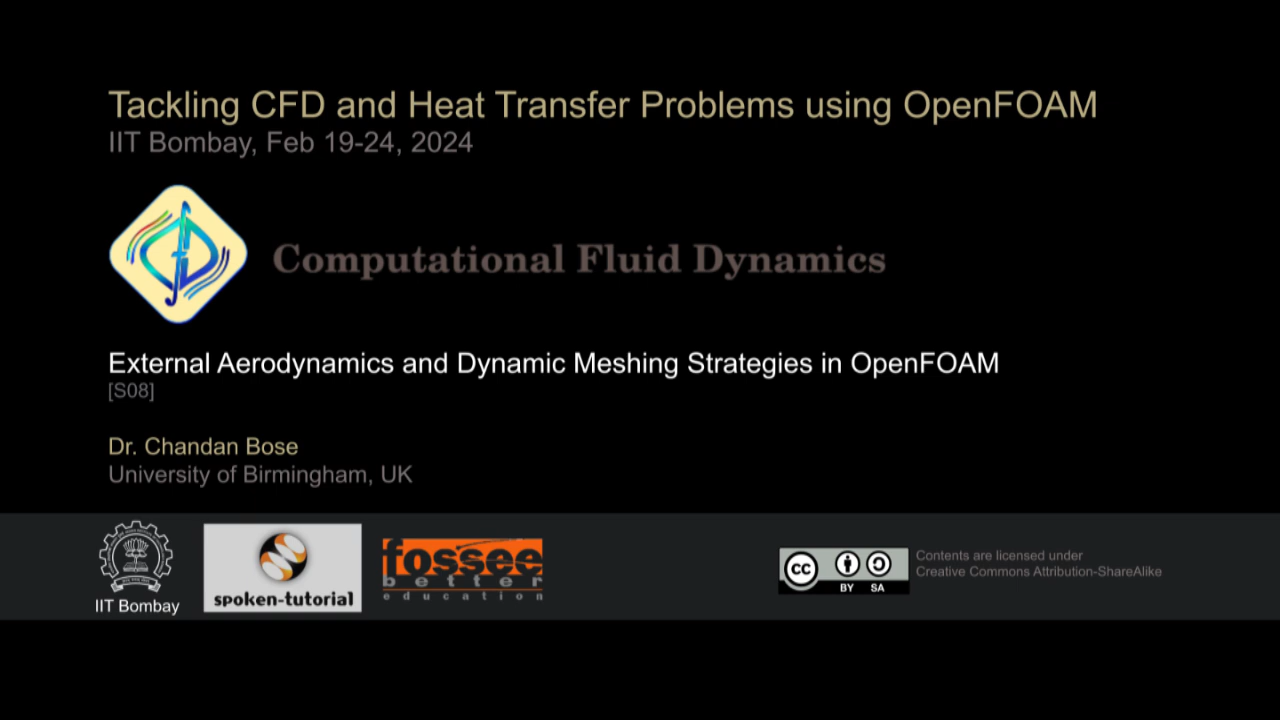 Tackling CFD and Heat Transfer Problems using OpenFOAM
IIT Bombay, Feb 19-24, 2024
Computational Fluid Dynamics
External Aerodynamics and Dynamic Meshing Strategies in OpenFOAM
[S08]
Dr. Chandan Bose
University of Birmingham, UK
IIT Bombay
spoken-tutorial
fossee
better
education
cc
BY SA
Contents are licensed under
Creative Commons Attribution-ShareAlike